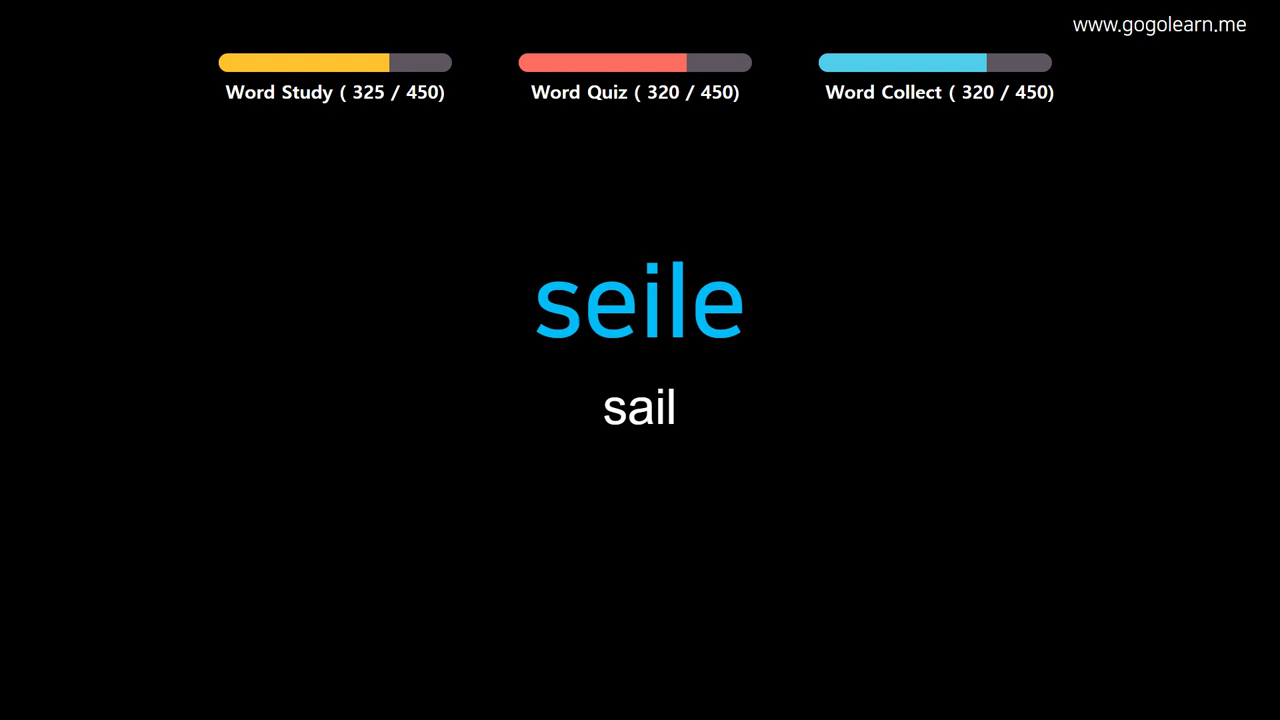 www.gogolearn.me
Word Study ( 325 / 450)
Word Quiz ( 320 / 450)
Word Collect ( 320 / 450)
seile
sail